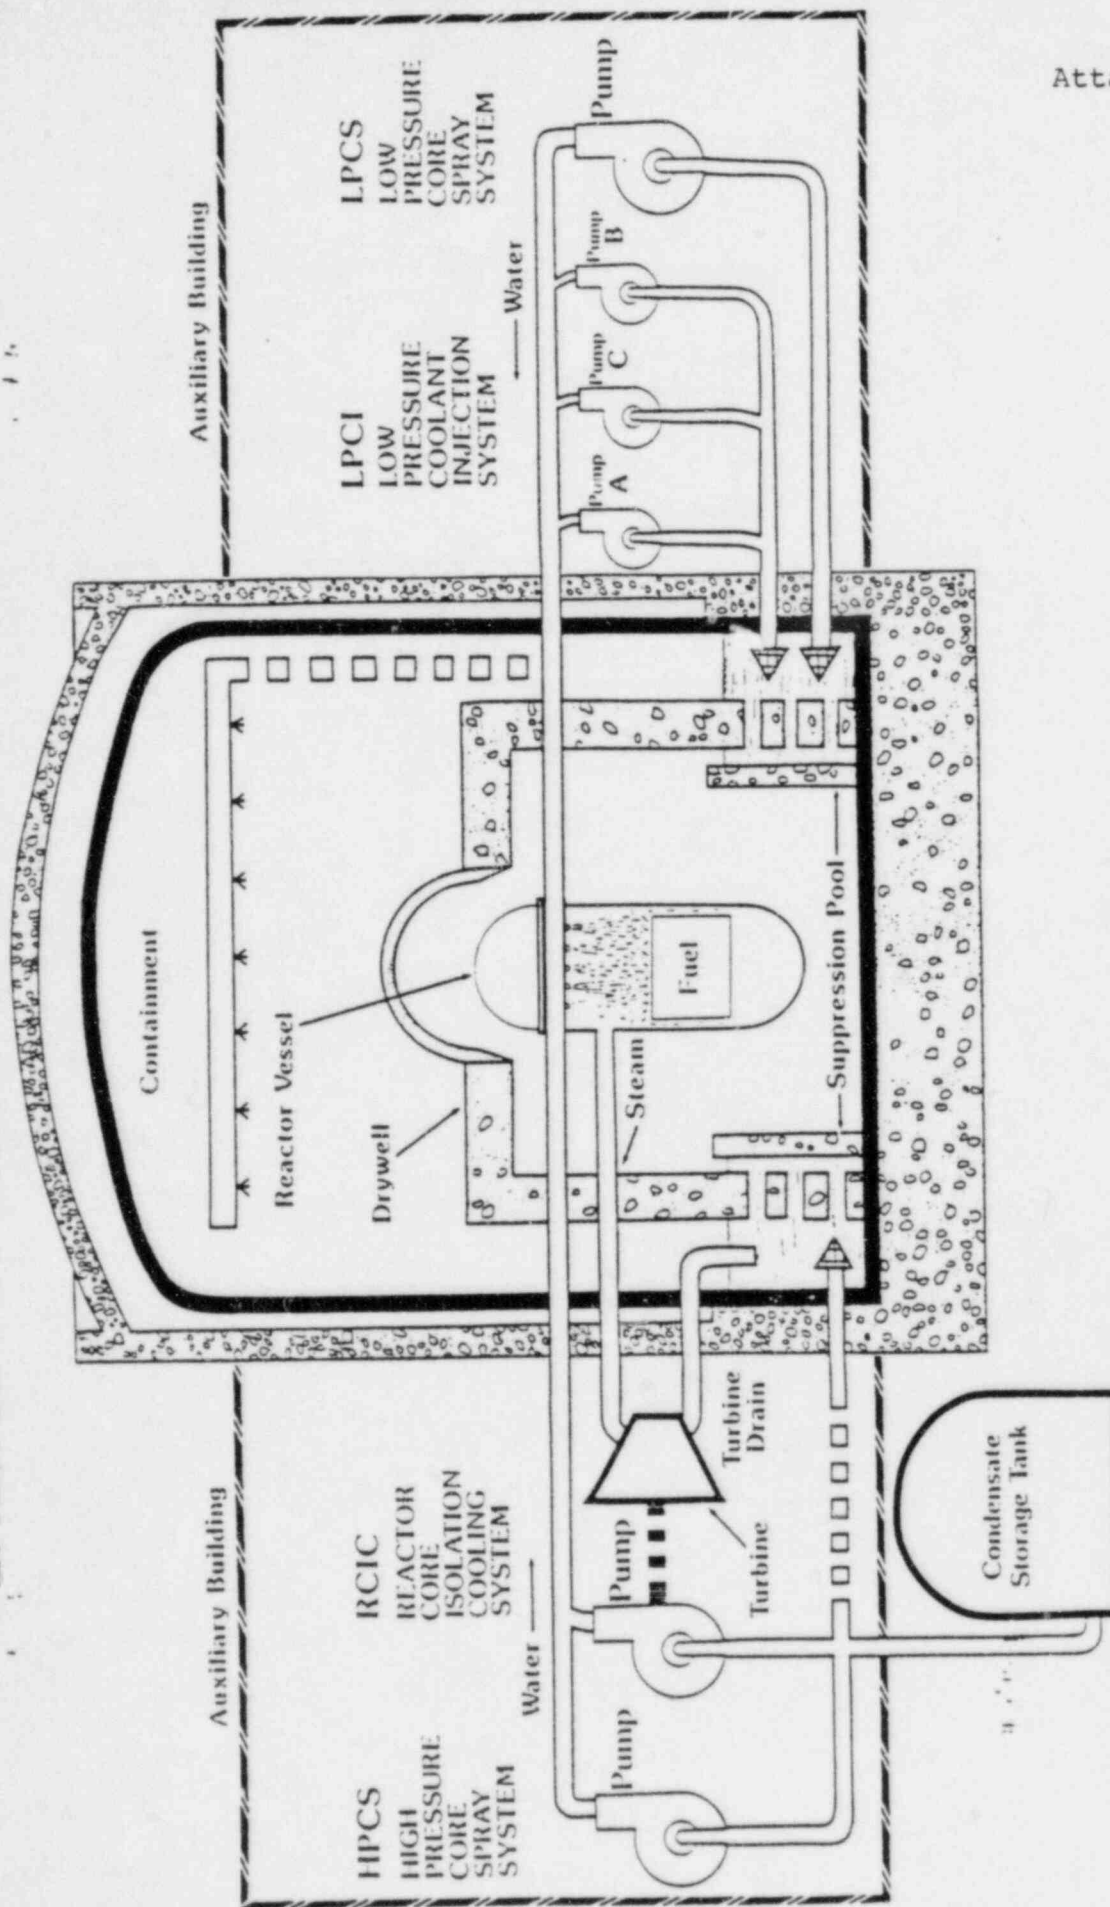 Atta
Auxiliary Building
HPCS
HIGH
PRESSURE
CORE
SPRAY
SYSTEM
RCIC
REACTOR
CORE
ISOLATION
COOLING
SYSTEM
Water
Pump
Pump
Turbine
Turbine
Drain
Condensate
Storage Tank
Containment
Reactor Vessel
Drywell
Steam
Fuel
Suppression Pool
Auxiliary Building
LPCI
LOW
PRESSURE
COOLANT
INJECTION
SYSTEM
LPCS
LOW
PRESSURE
CORE
SPRAY
SYSTEM
Water
Pump
A
Pump
C
Pump
B
Pump